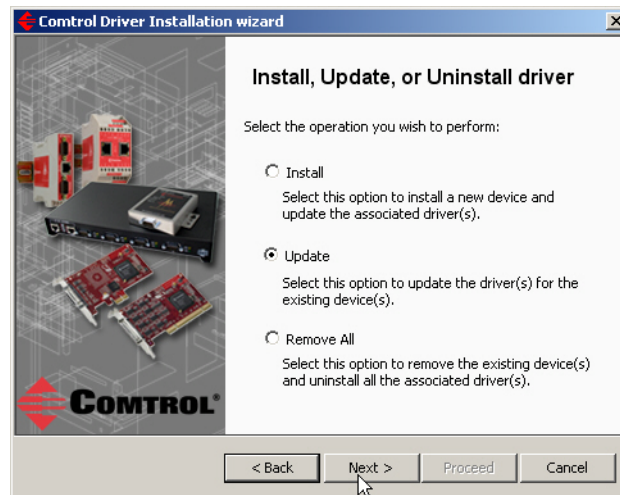 Comtrol Driver Installation wizard
Install, Update, or Uninstall driver
Select the operation you wish to perform:
Install
Select this option to install a new device and
update the associated driver(s).
Update
Select this option to update the driver(s) for the
existing device(s).
Remove All
Select this option to remove the existing device(s)
and uninstall all the associated driver(s).
COMTROL®
< Back
Next >
Proceed
Cancel